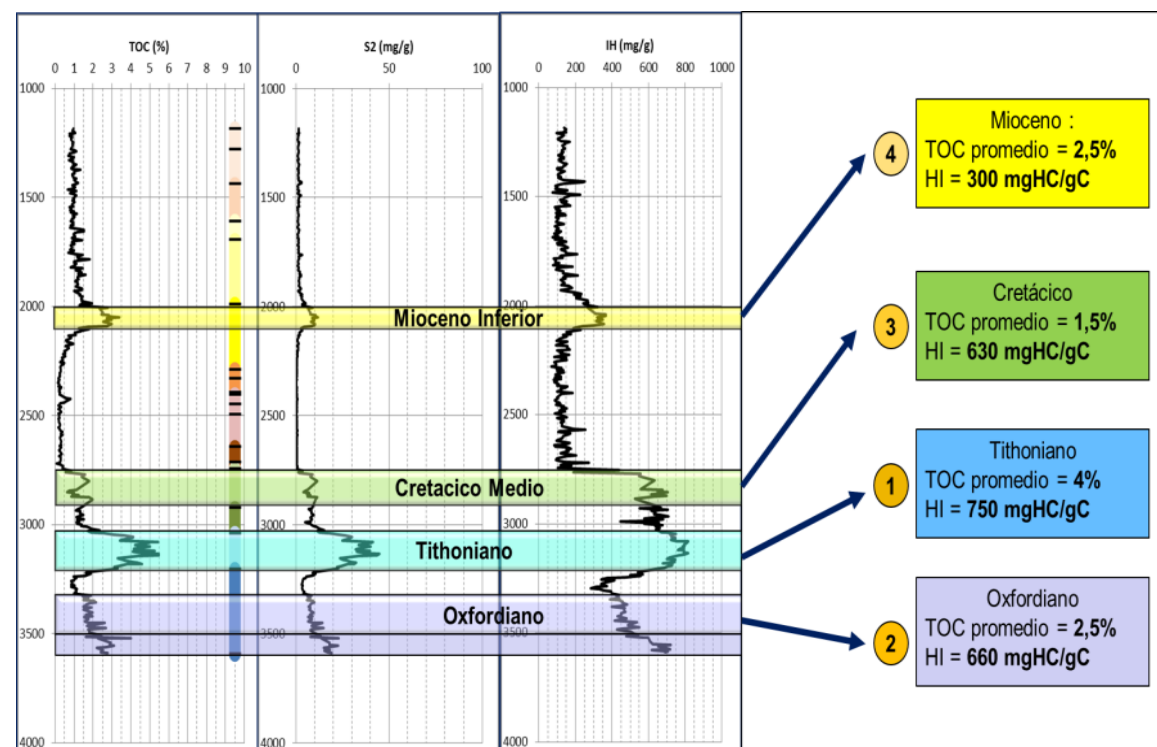 TOC (%)
0 1 2 3 4 5 6 7 8 9 10
1000
1500
2000
2500
3000
3500
4000
S2 (mg/g)
0 50 100
1000
1500
2000
2500
3000
3500
4000
IH (mg/g)
0 200 400 600 800 1000
1000
1500
2000
2500
3000
3500
4000
Mioceno Inferior
Cretacico Medio
Tithoniano
Oxfordiano
4
Mioceno :
TOC promedio = 2,5%
HI = 300 mgHC/gC
3
Cretácico
TOC promedio = 1,5%
HI = 630 mgHC/gC
1
Tithoniano
TOC promedio = 4%
HI = 750 mgHC/gC
2
Oxfordiano
TOC promedio = 2,5%
HI = 660 mgHC/gC